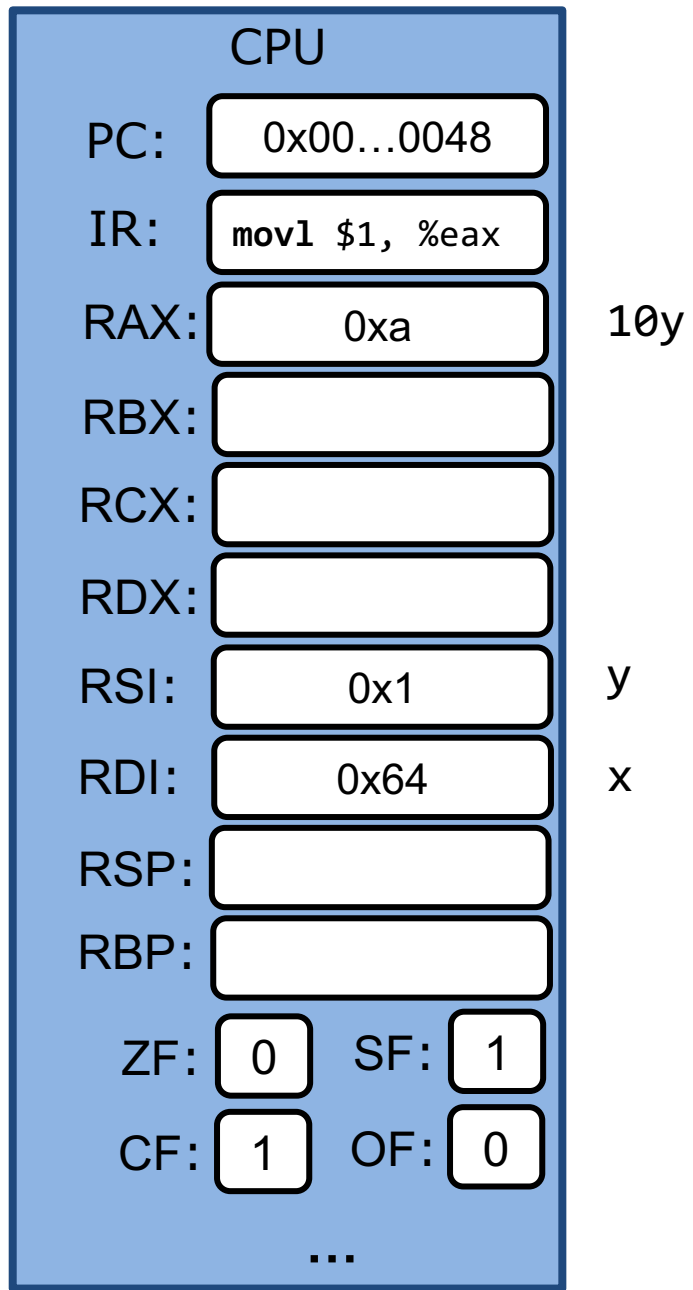 CPU
PC: 0x00…0048
IR: movl $1, %eax
RAX: 0xa 10y
RBX:
RCX:
RDX:
RSI: 0x1 y
RDI: 0x64 x
RSP:
RBP:
ZF: 0 SF: 1
CF: 1 OF: 0
…